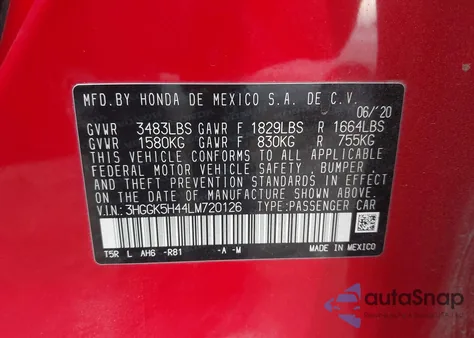 MFD.BY HONDA DE MEXICO S.A. DE C.V.
06/'20
GVWR 3483LBS GAWR F 1829LBS R 1664LBS
GVWR 1580KG GAWR F 830KG R 755KG
THIS VEHICLE CONFORMS TO ALL APPLICABLE
FEDERAL MOTOR VEHICLE SAFETY , BUMPER ,
AND THEFT PREVENTION STANDARDS IN EFFECT
ON THE DATE OF MANUFACTURE SHOWN ABOVE .
V.I.N.: 3HGGK5H44LM720126 TYPE:PASSENGER CAR
T5R L AH6 -R81 -A -M MADE IN MEXICO
autoSnap